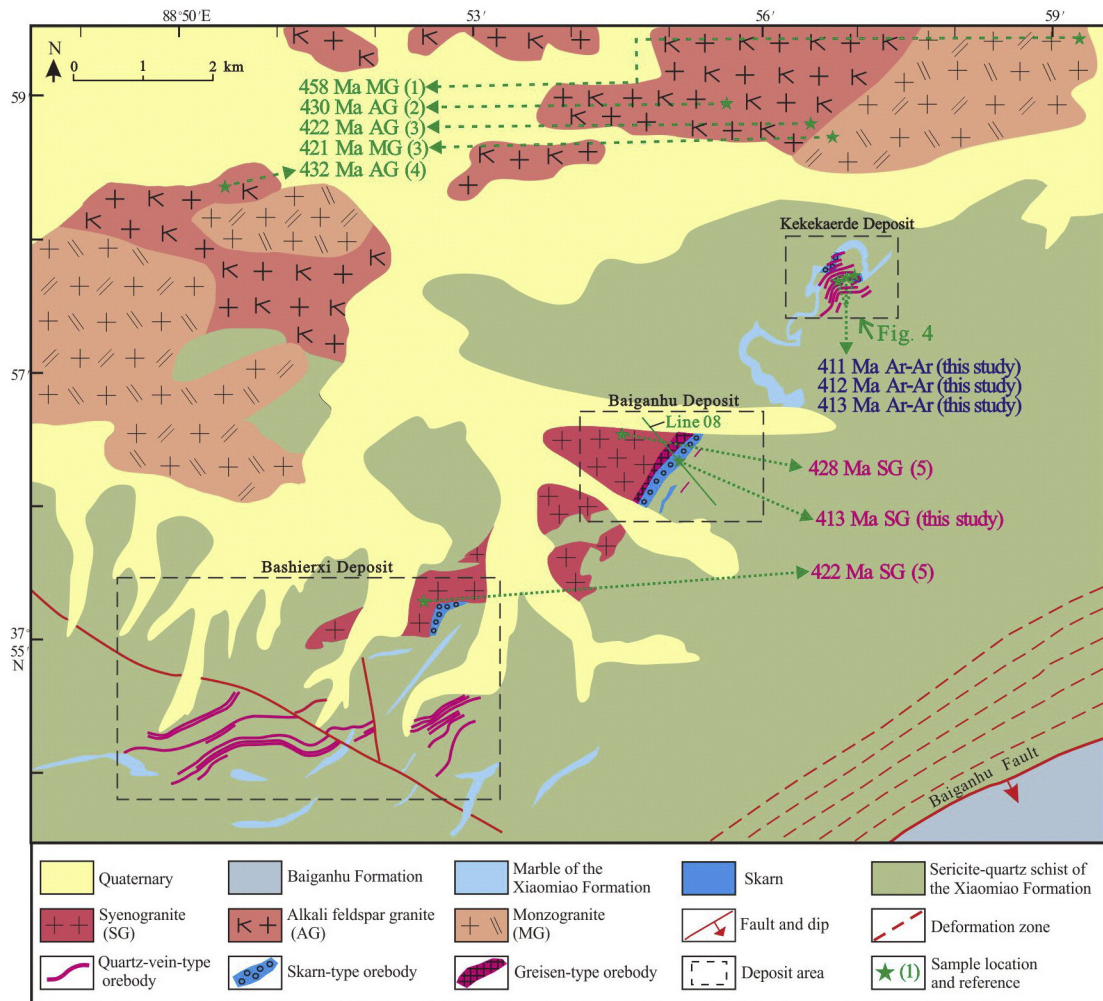 88°50′E
53′
56′
59′
N
0 1 2 km
59
57
37°
55′
N
458 Ma MG (1)
430 Ma AG (2)
422 Ma AG (3)
421 Ma MG (3)
432 Ma AG (4)
Kekekaerde Deposit
Fig. 4
411 Ma Ar-Ar (this study)
412 Ma Ar-Ar (this study)
413 Ma Ar-Ar (this study)
Baiganhu Deposit
Line 08
428 Ma SG (5)
413 Ma SG (this study)
422 Ma SG (5)
Bashierxi Deposit
Baiganhu Fault
Quaternary
Baiganhu Formation
Marble of the
Xiaomiao Formation
Skarn
Sericite-quartz schist of
the Xiaomiao Formation
Syenogranite
(SG)
Alkali feldspar granite
(AG)
Monzogranite
(MG)
Fault and dip
Deformation zone
Quartz-vein-type
orebody
Skarn-type orebody
Greisen-type orebody
Deposit area
(1)
Sample location
and reference